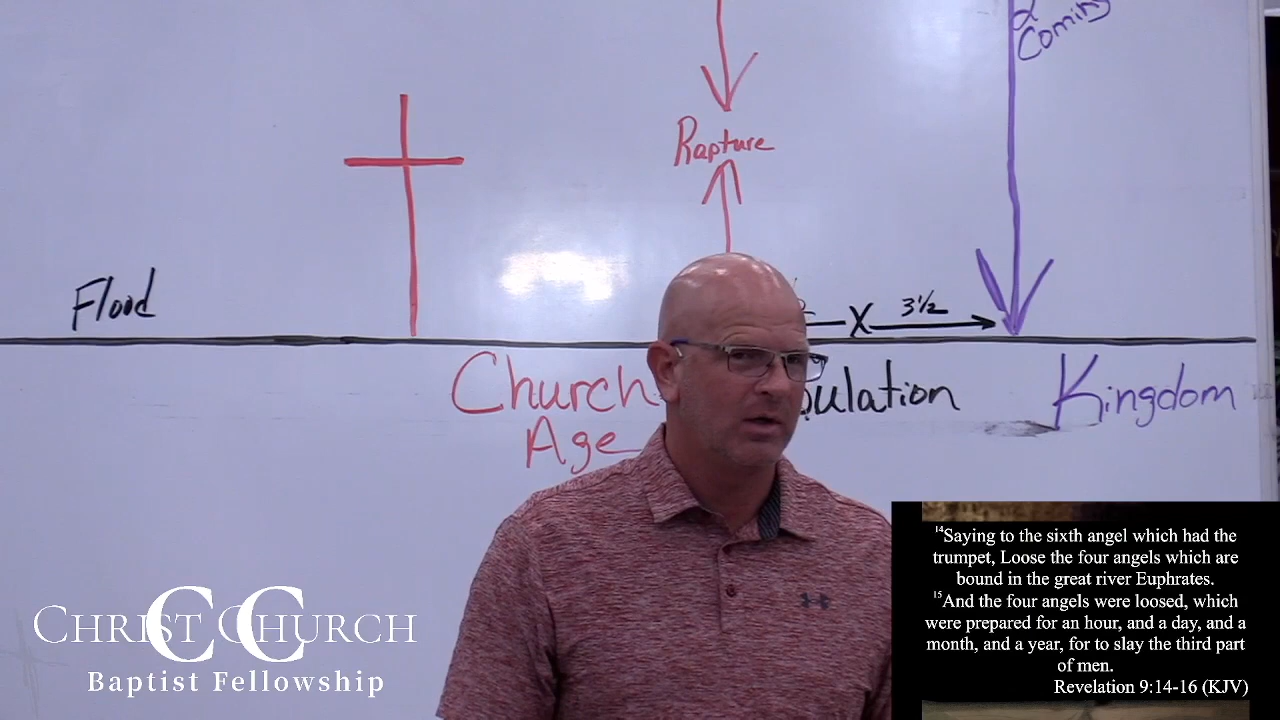 2
Coming
Rapture
Flood
X 3½
Church
Age
Kingdom
ulation
CC
CHRIST CHURCH
Baptist Fellowship
¹⁴Saying to the sixth angel which had the
trumpet, Loose the four angels which are
bound in the great river Euphrates.
¹⁵And the four angels were loosed, which
were prepared for an hour, and a day, and a
month, and a year, for to slay the third part
of men.
Revelation 9:14-16 (KJV)